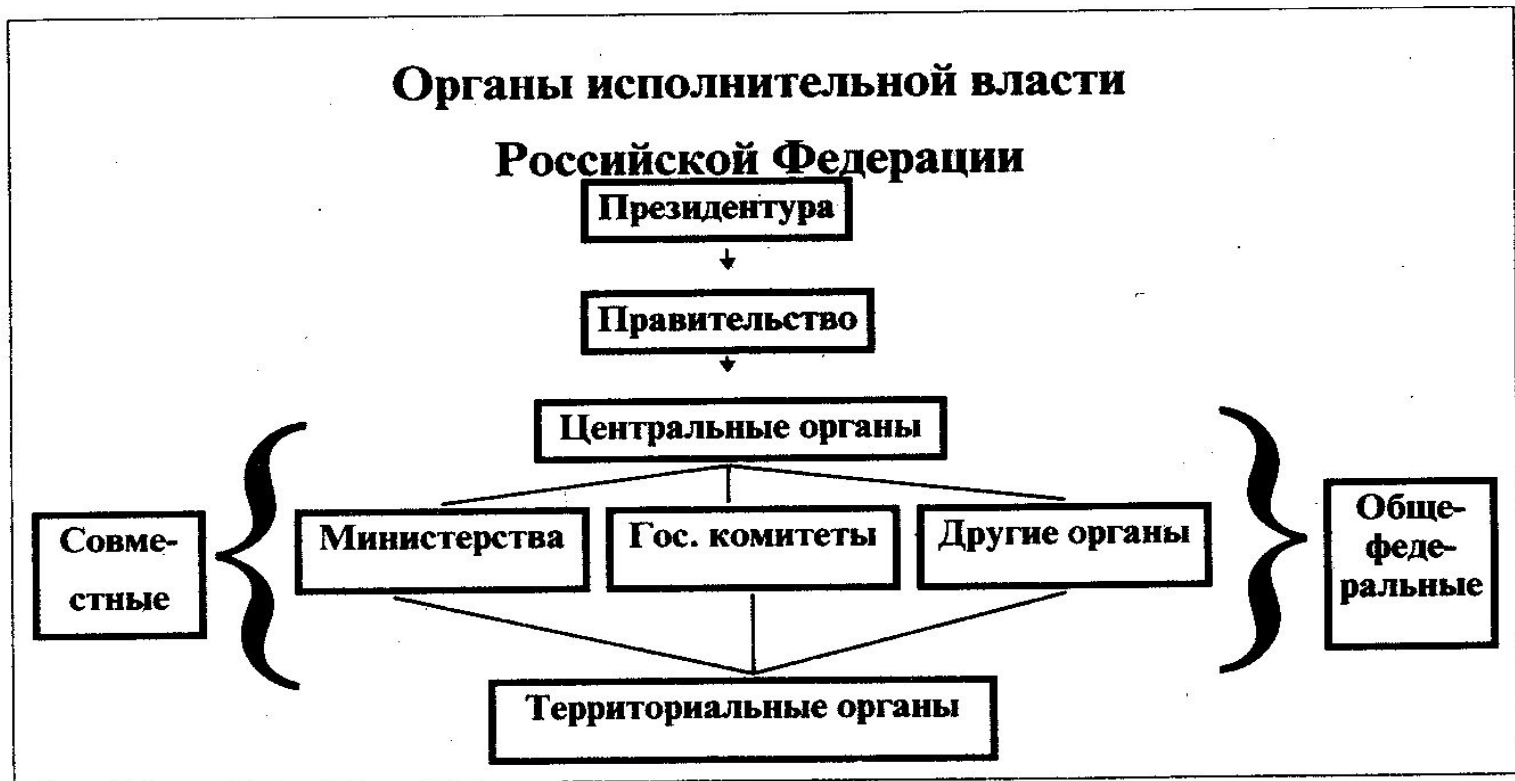 Органы исполнительной власти
Российской Федерации
Президентура
Правительство
Центральные органы
Совме-
стные
Министерства
Гос. комитеты
Другие органы
Обще-
феде-
ральные
Территориальные органы